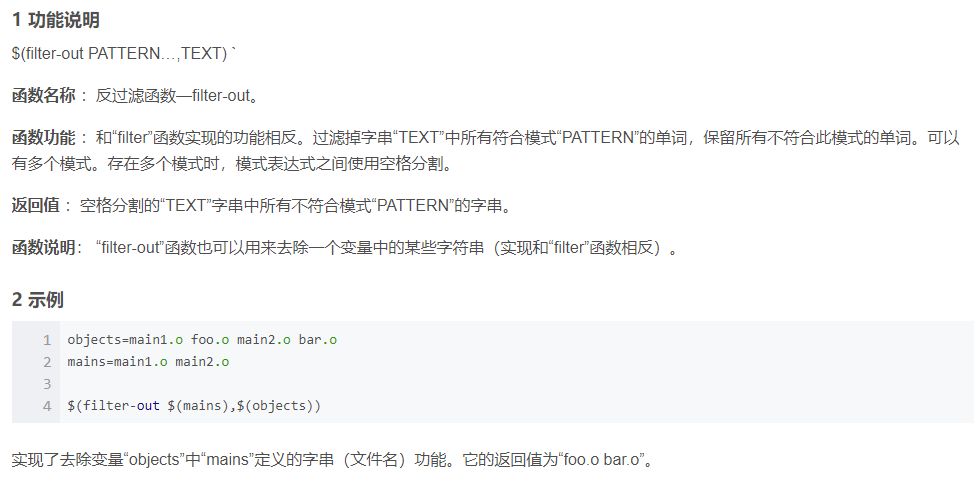 1 功能说明
$(filter-out PATTERN…,TEXT) `
函数名称 ：反过滤函数—filter-out。
函数功能 ：和“filter”函数实现的功能相反。过滤掉字串“TEXT”中所有符合模式“PATTERN”的单词，保留所有不符合此模式的单词。可以
有多个模式。存在多个模式时，模式表达式之间使用空格分割。
返回值 ：空格分割的“TEXT”字串中所有不符合模式“PATTERN”的字串。
函数说明： “filter-out”函数也可以用来去除一个变量中的某些字符串（实现和“filter”函数相反）。
2 示例
1 objects=main1.o foo.o main2.o bar.o
2 mains=main1.o main2.o
3
4 $(filter-out $(mains),$(objects))
实现了去除变量“objects”中“mains”定义的字串（文件名）功能。它的返回值为“foo.o bar.o”。